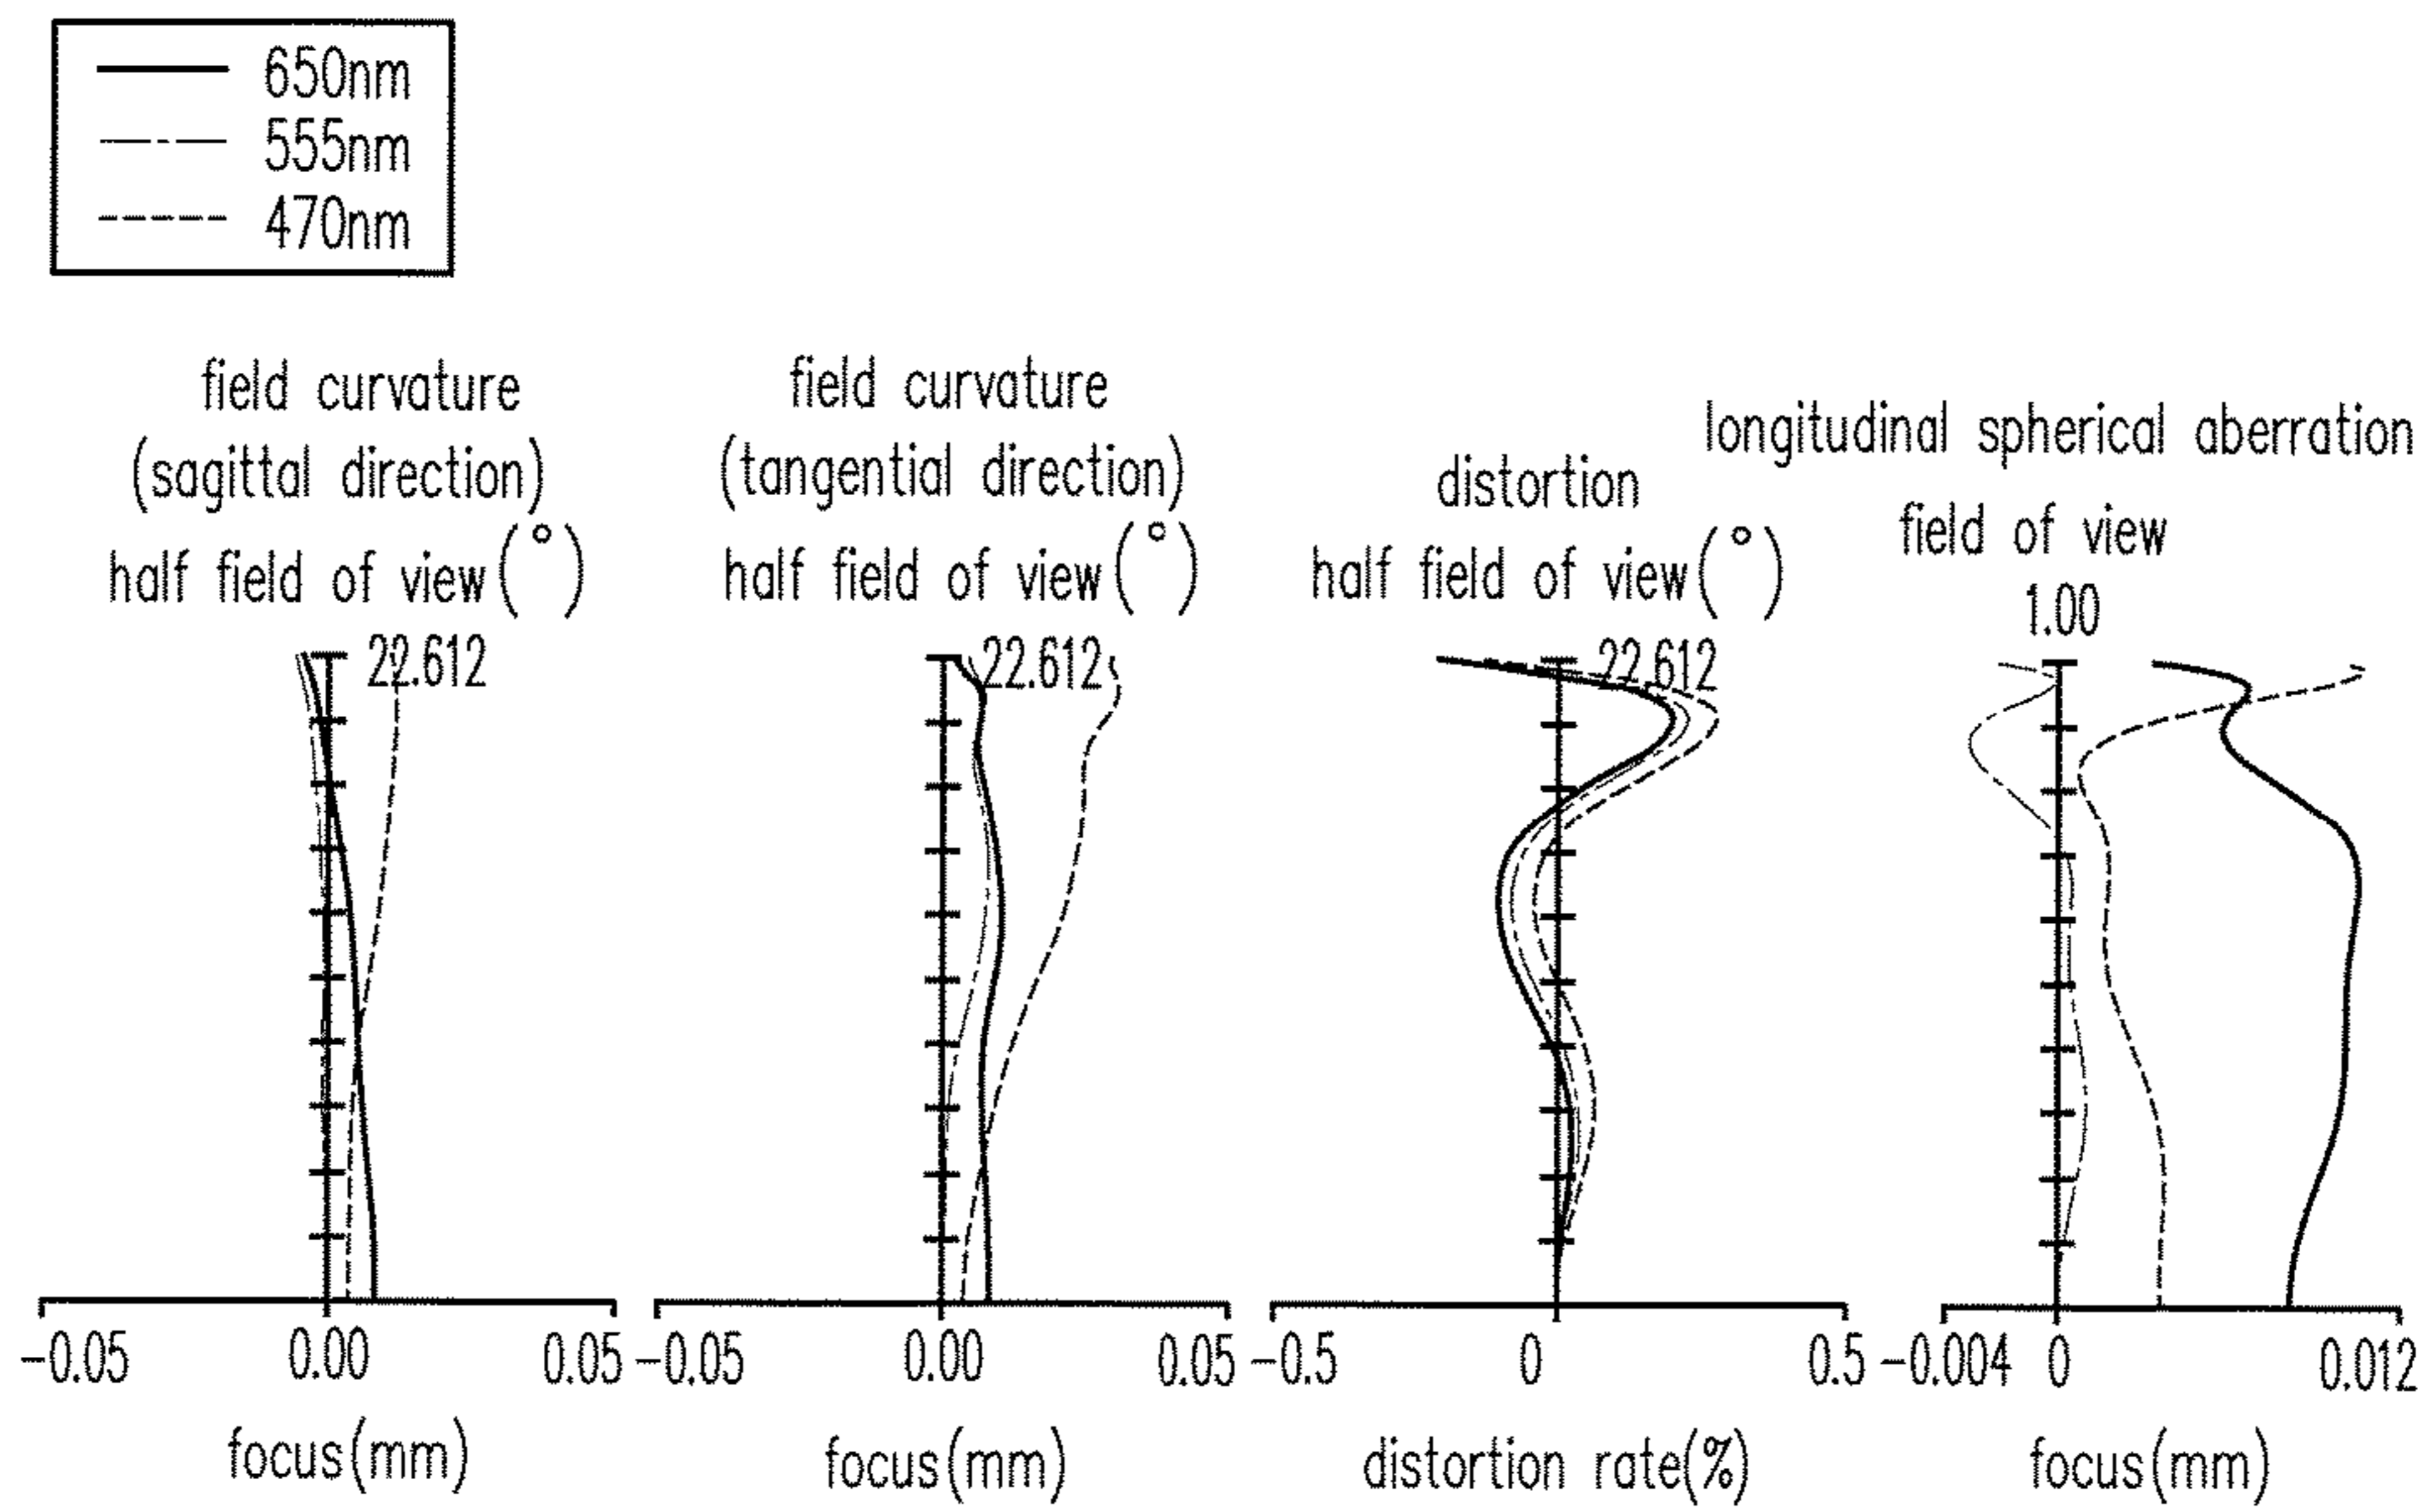 650nm
555nm
470nm
field curvature
(sagittal direction)
half field of view(°)
22.612
-0.05 0.00 0.05
focus(mm)
field curvature
(tangential direction)
half field of view(°)
22.612
-0.05 0.00 0.05
focus(mm)
distortion
half field of view(°)
22.612
-0.5 0 0.5
distortion rate(%)
longitudinal spherical aberration
field of view
1.00
-0.004 0 0.012
focus(mm)